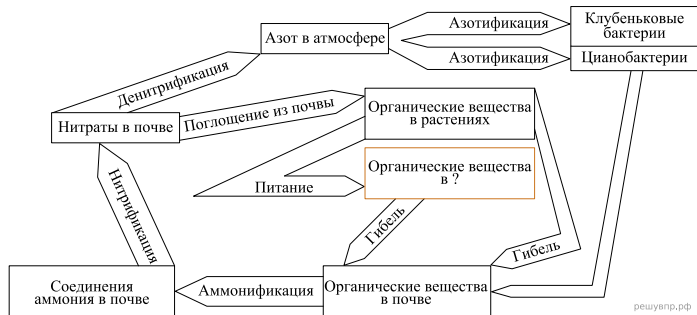 Азот в атмосфере
Азотификация
Клубеньковые
бактерии
Азотификация
Цианобактерии
Денитрификация
Нитраты в почве
Поглощение из почвы
Органические вещества
в растениях
Питание
Органические вещества
в ?
Нитрификация
Гибель
Гибель
Соединения
аммония в почве
Аммонификация
Органические вещества
в почве
решувпр.рф